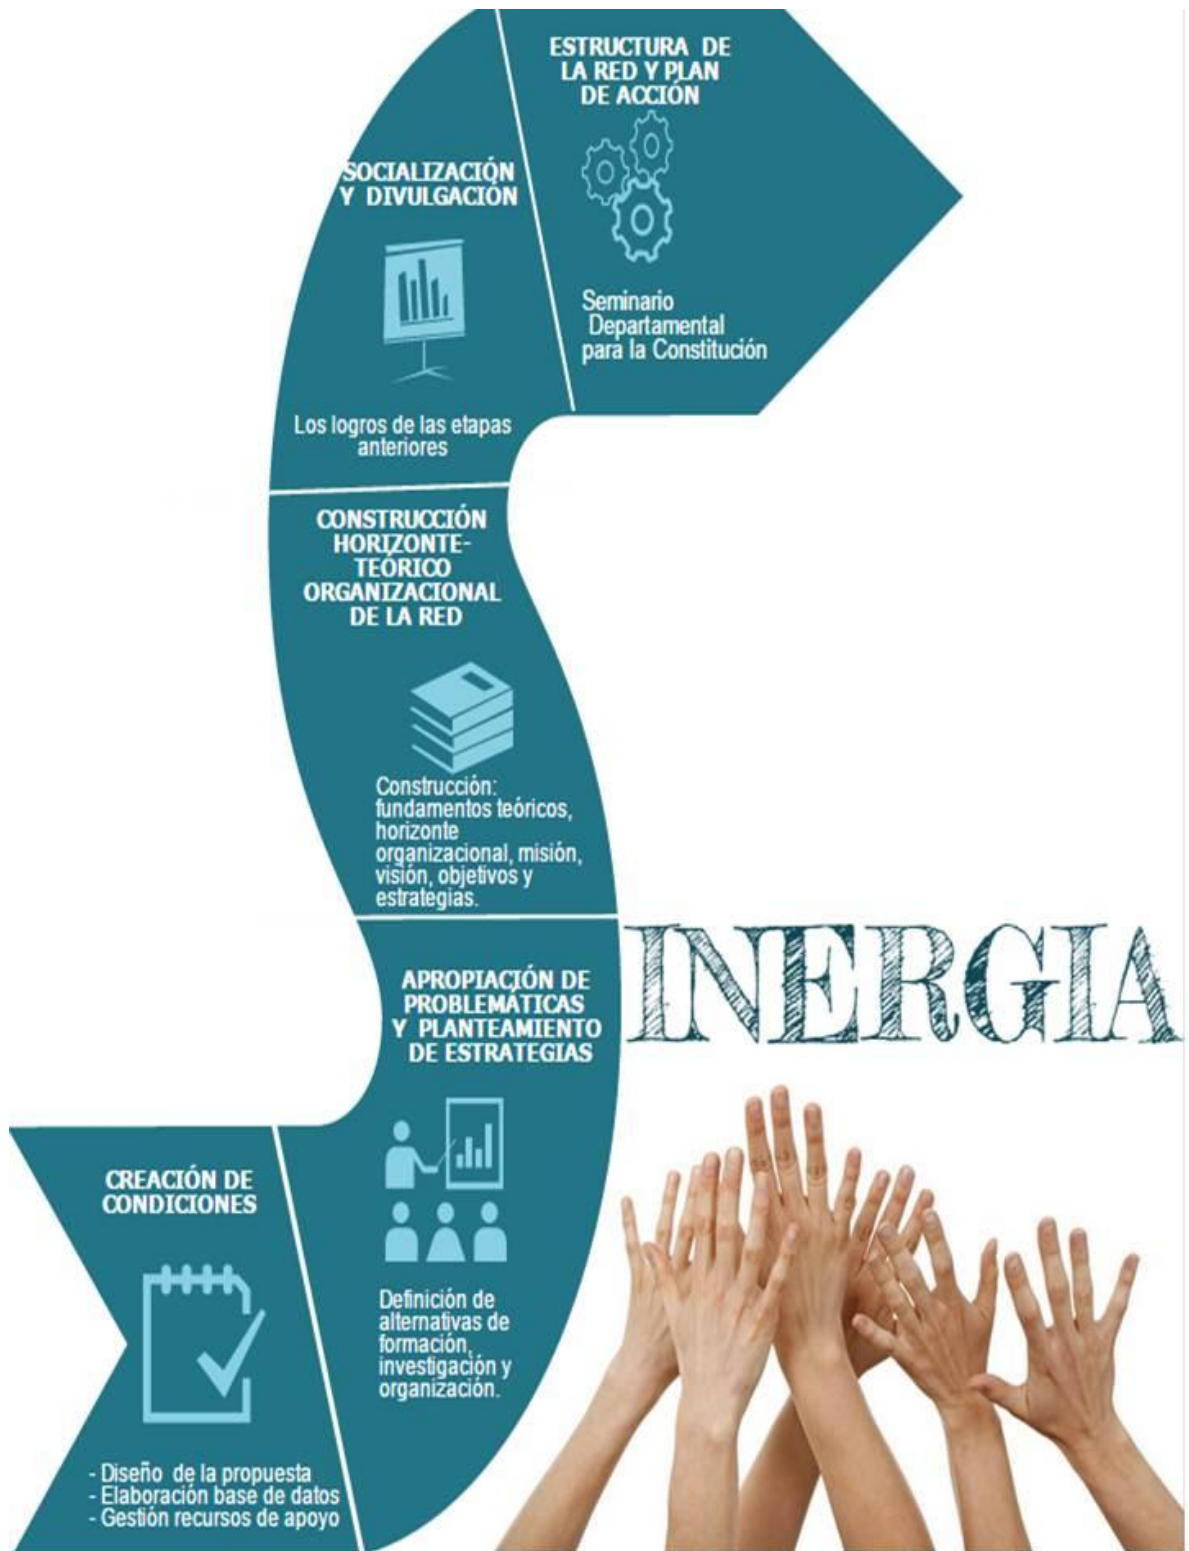 ESTRUCTURA DE
LA RED Y PLAN
DE ACCIÓN
Seminario
Departamental
para la Constitución
SOCIALIZACIÓN
Y DIVULGACIÓN
Los logros de las etapas
anteriores
CONSTRUCCIÓN
HORIZONTE-
TEÓRICO
ORGANIZACIONAL
DE LA RED
Construcción:
fundamentos teóricos,
horizonte
organizacional, misión,
visión, objetivos y
estrategias.
INERGIA
APROPIACIÓN DE
PROBLEMÁTICAS
Y PLANTEAMIENTO
DE ESTRATEGIAS
Definición de
alternativas de
formación,
investigación y
organización.
CREACIÓN DE
CONDICIONES
- Diseño de la propuesta
- Elaboración base de datos
- Gestión recursos de apoyo